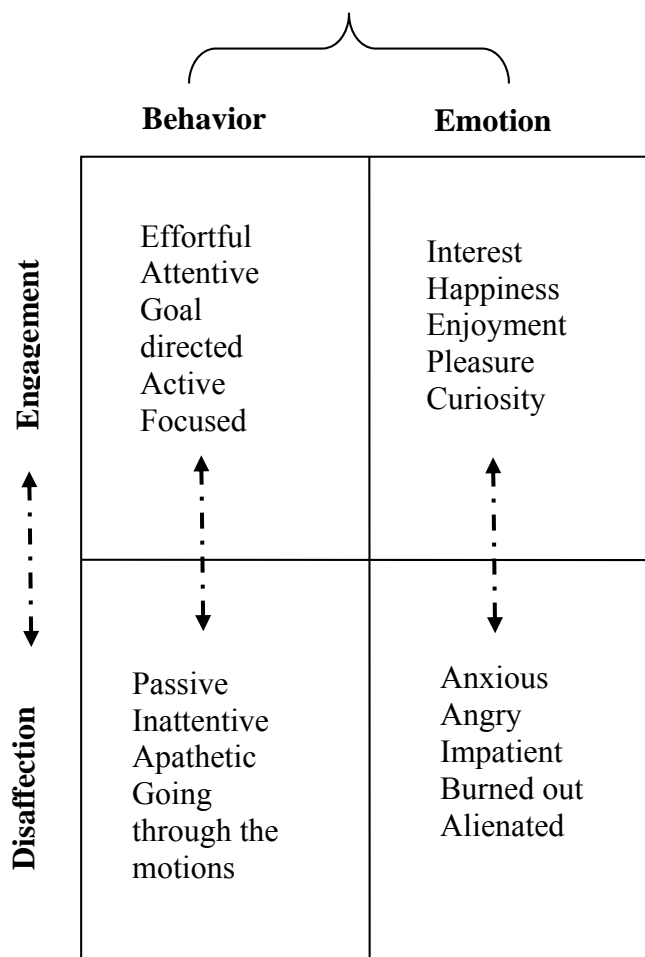 Behavior
Emotion
Engagement
Effortful
Attentive
Goal
directed
Active
Focused
Interest
Happiness
Enjoyment
Pleasure
Curiosity
Disaffection
Passive
Inattentive
Apathetic
Going
through the
motions
Anxious
Angry
Impatient
Burned out
Alienated